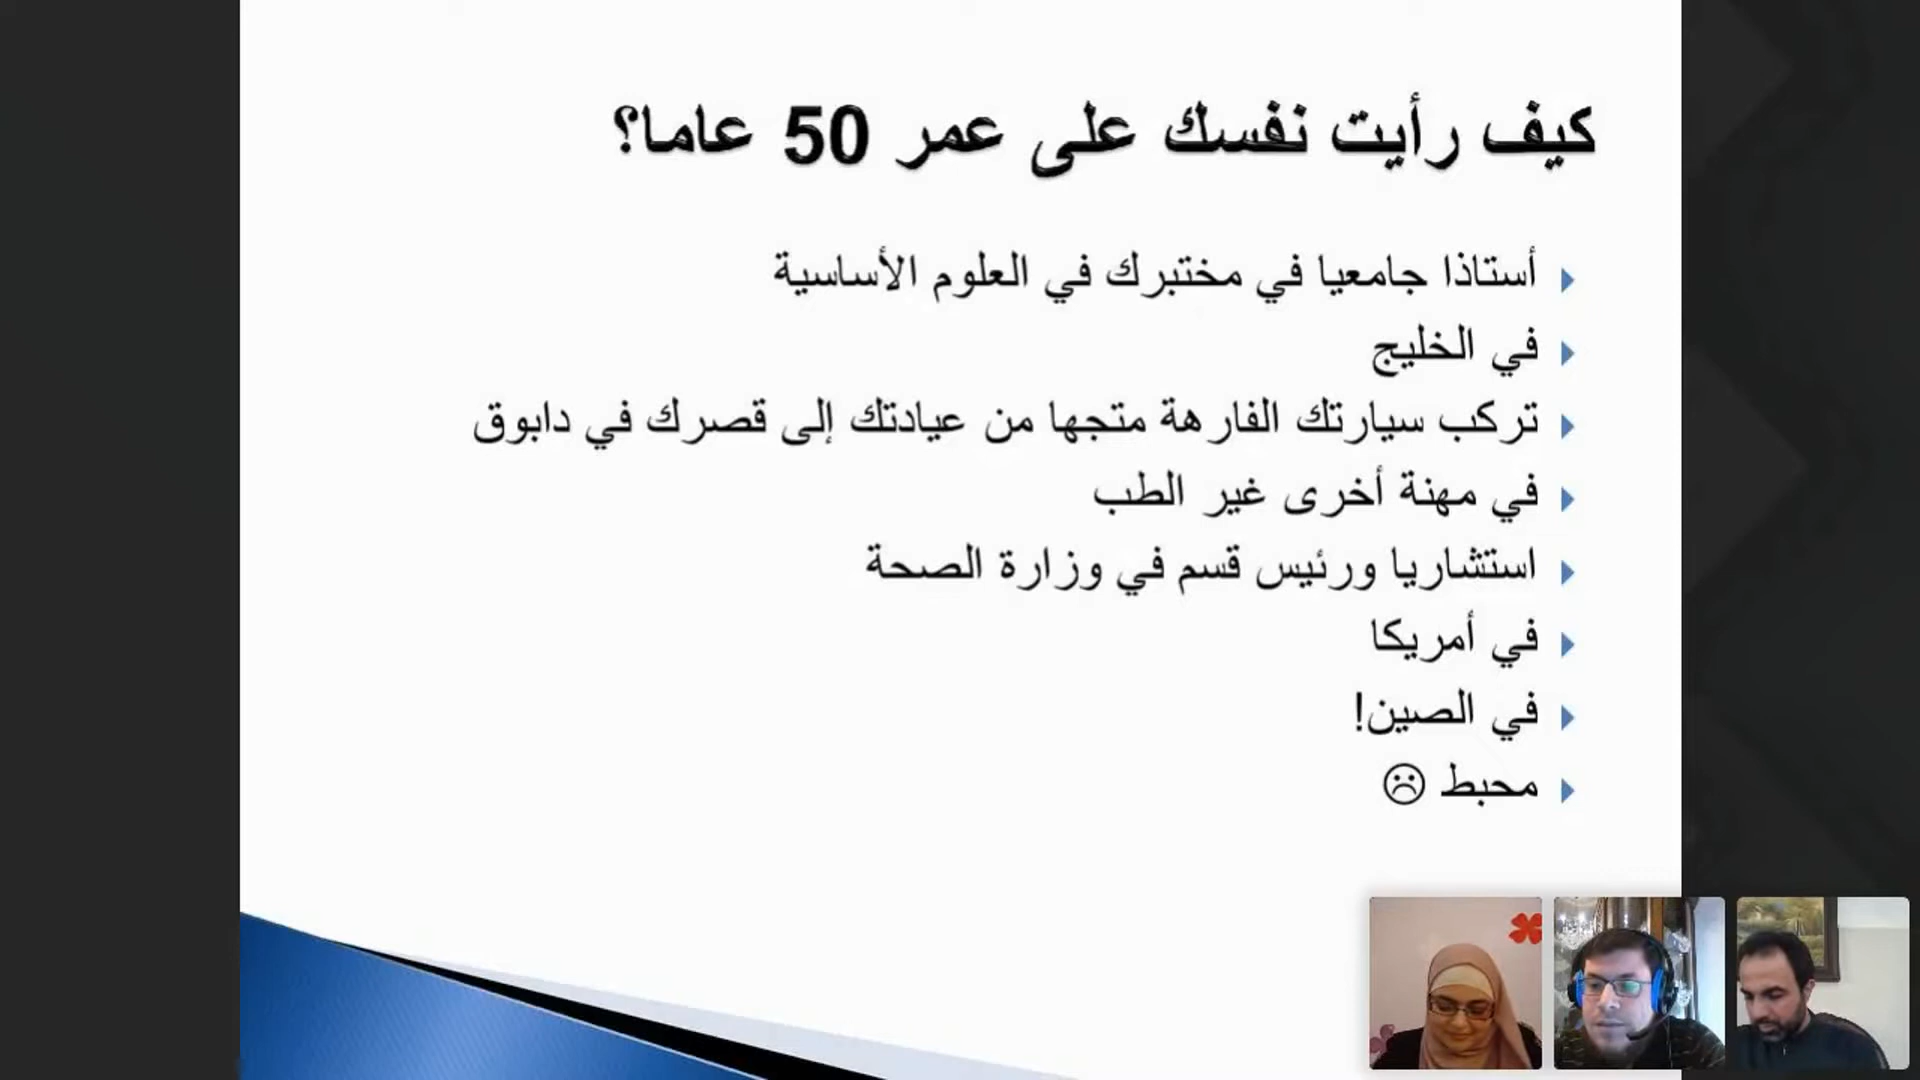 كيف رأيت نفسك على عمر 50 عاما؟
أستاذا جامعيا في مختبرك في العلوم الأساسية
في الخليج
تركب سيارتك الفارهة متجها من عيادتك إلى قصرك في دابوق
في مهنة أخرى غير الطب
استشاريا ورئيس قسم في وزارة الصحة
في أمريكا
في الصين!
محبط ☹